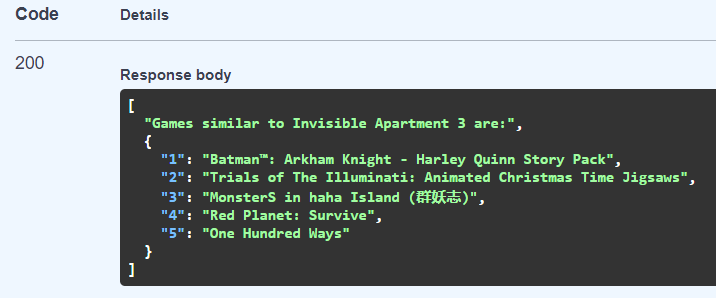 Code Details
200
Response body
[
"Games similar to Invisible Apartment 3 are:",
{
"1": "Batman™: Arkham Knight - Harley Quinn Story Pack",
"2": "Trials of The Illuminati: Animated Christmas Time Jigsaws",
"3": "MonsterS in haha Island (群妖志)",
"4": "Red Planet: Survive",
"5": "One Hundred Ways"
}
]